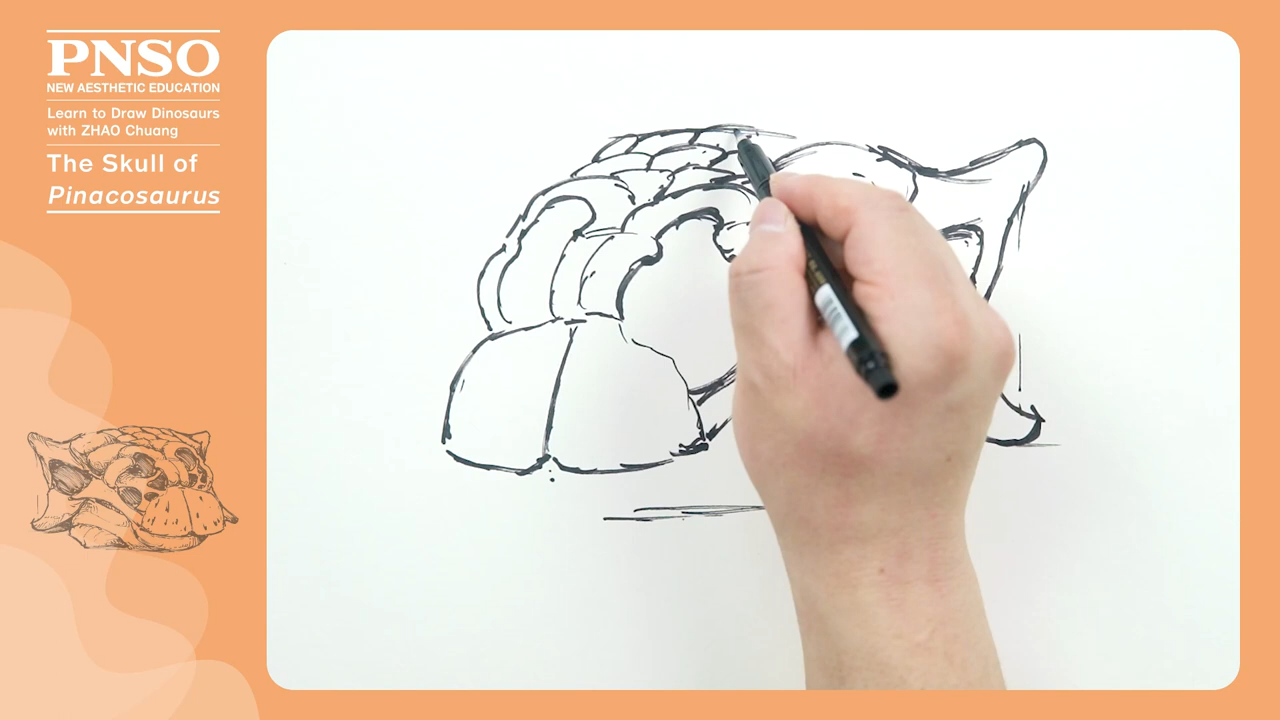 PNSO
NEW AESTHETIC EDUCATION
Learn to Draw Dinosaurs
with ZHAO Chuang
The Skull of
Pinacosaurus